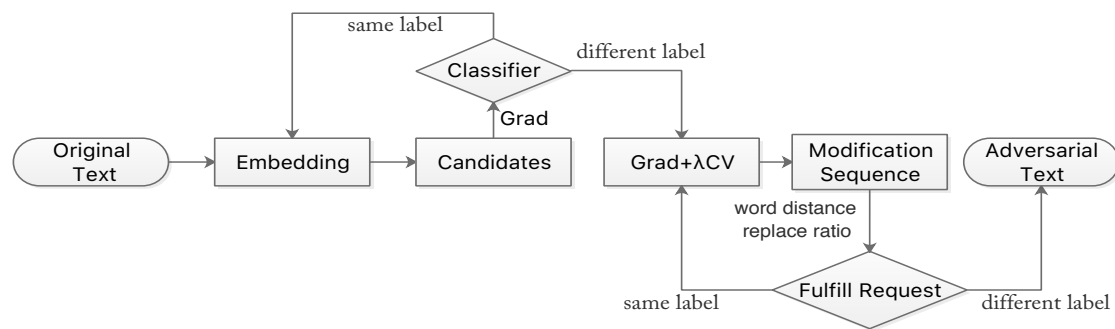 same label
Classifier
different label
Grad
Original
Text
Embedding
Candidates
Grad+λCV
Modification
Sequence
Adversarial
Text
word distance
replace ratio
Fulfill Request
same label
different label